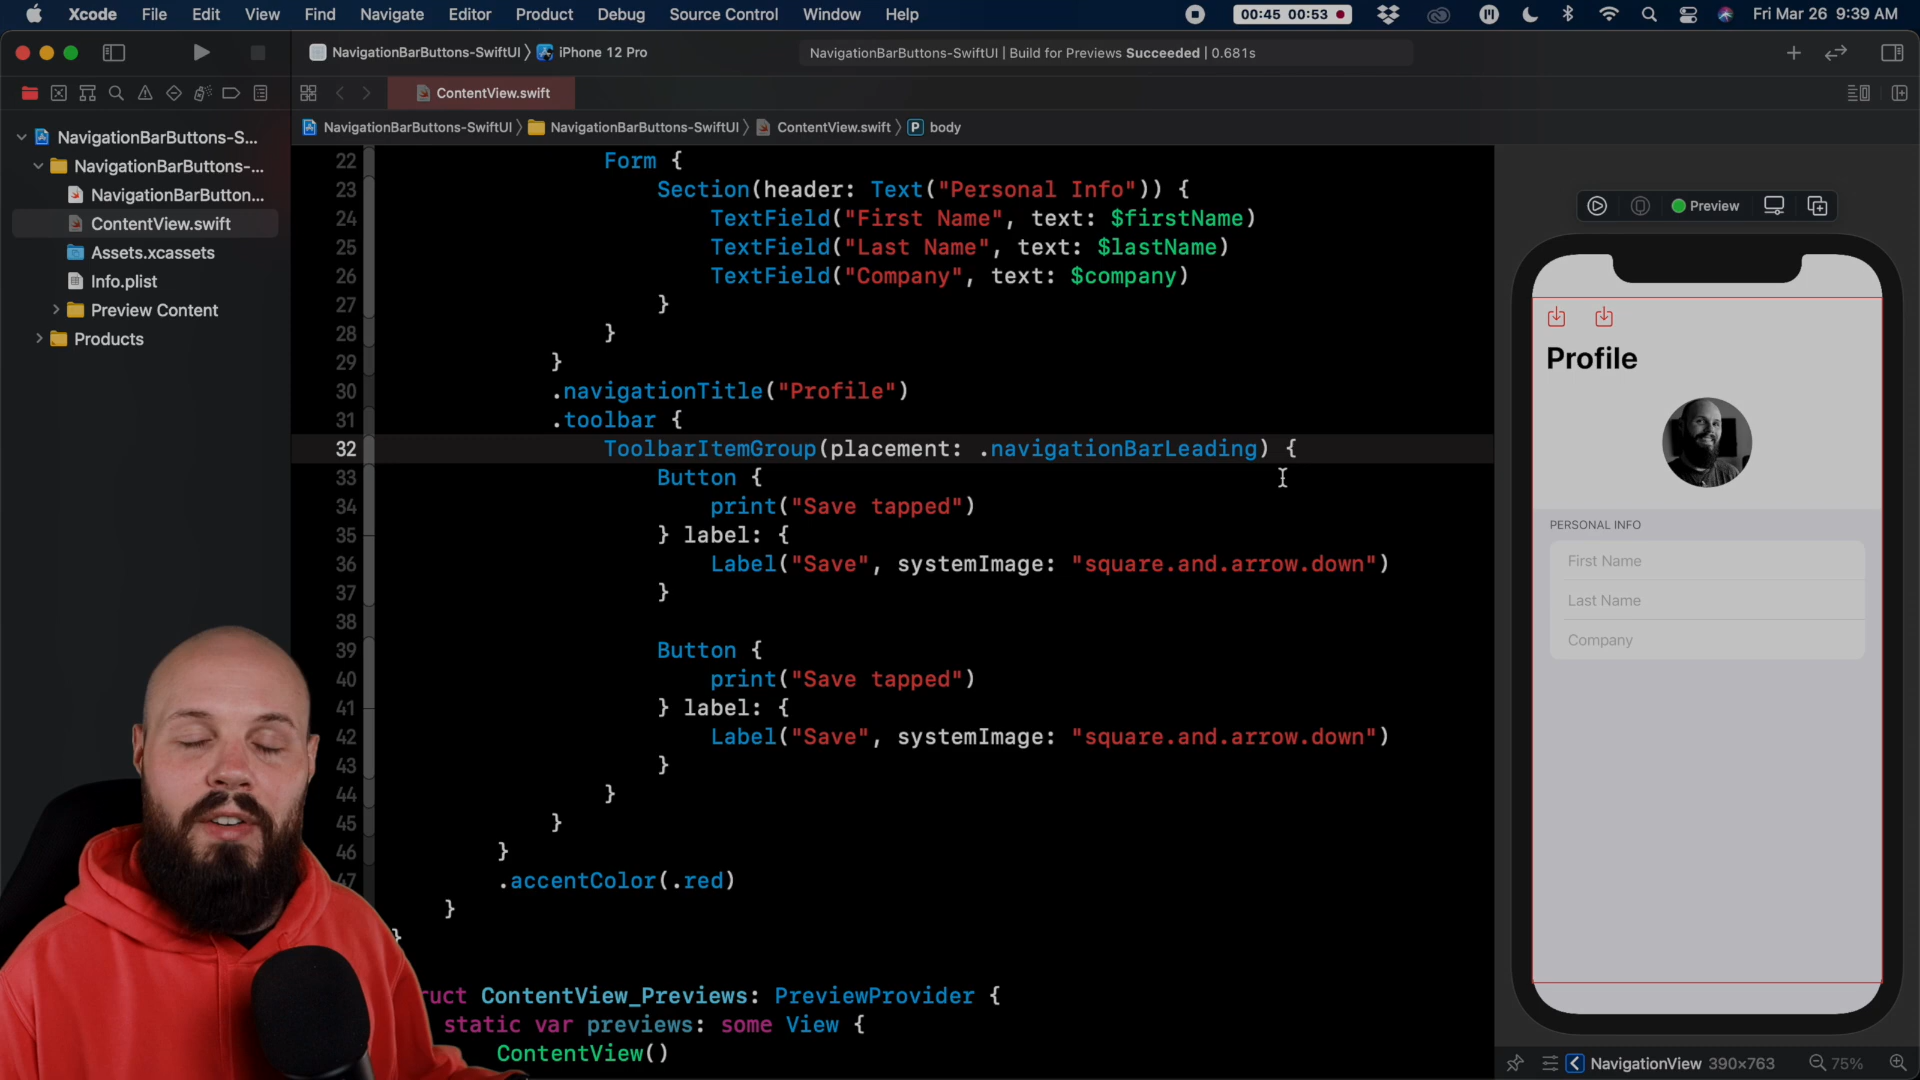 Xcode File Edit View Find Navigate Editor Product Debug Source Control Window Help
00:45 00:53
Fri Mar 26 9:39 AM
NavigationBarButtons-SwiftUI iPhone 12 Pro
NavigationBarButtons-SwiftUI | Build for Previews Succeeded | 0.681s
ContentView.swift
NavigationBarButtons-SwiftUI NavigationBarButtons-SwiftUI ContentView.swift P body
NavigationBarButtons-S...
NavigationBarButtons-...
NavigationBarButton...
ContentView.swift
Assets.xcassets
Info.plist
Preview Content
Products
22 Form {
23 Section(header: Text("Personal Info")) {
24 TextField("First Name", text: $firstName)
25 TextField("Last Name", text: $lastName)
26 TextField("Company", text: $company)
27 }
28 }
29 }
30 .navigationTitle("Profile")
31 .toolbar {
32 ToolbarItemGroup(placement: .navigationBarLeading) {
33 Button {
34 print("Save tapped")
35 } label: {
36 Label("Save", systemImage: "square.and.arrow.down")
37 }
38
39 Button {
40 print("Save tapped")
41 } label: {
42 Label("Save", systemImage: "square.and.arrow.down")
43 }
44 }
45 }
46 }
47 .accentColor(.red)
}
}
ruct ContentView_Previews: PreviewProvider {
static var previews: some View {
ContentView()
Preview
Profile
PERSONAL INFO
First Name
Last Name
Company
NavigationView 390×763
75%